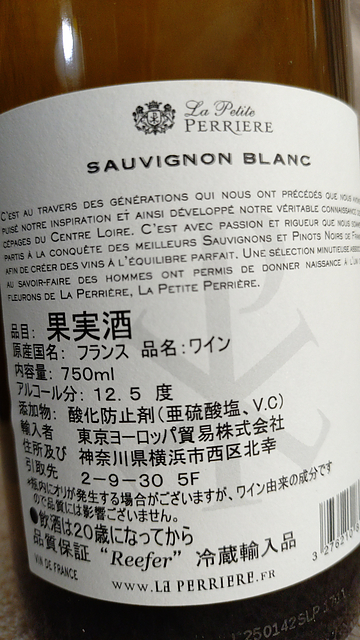 La Petite
PERRIERE
SAUVIGNON BLANC
C'EST AU TRAVERS DES GÉNÉRATIONS QUI NOUS ONT PRÉCÉDÉS QUE NOUS
PUISÉ NOTRE INSPIRATION ET AINSI DÉVELOPPÉ NOTRE VÉRITABLE CONNAISSANCE
CÉPAGES DU CENTRE LOIRE. C'EST AVEC PASSION ET RIGUEUR QUE NOUS
PARTIS À LA CONQUÊTE DES MEILLEURS SAUVIGNONS ET PINOTS NOIRS DE
AFIN DE CRÉER DES VINS À L'ÉQUILIBRE PARFAIT. UNE SÉLECTION MINUTIEUSE
AU SAVOIR-FAIRE DES HOMMES ONT PERMIS DE DONNER NAISSANCE À
FLEURONS DE LA PERRIÈRE, LA PETITE PERRIÈRE.
品目: 果実酒
原産国名: フランス 品名:ワイン
内容量: 750ml
アルコール分: 12.5 度
添加物: 酸化防止剤(亜硫酸塩、V.C)
輸入者 東京ヨーロッパ貿易株式会社
住所及び 神奈川県横浜市西区北幸
引取先 2-9-30 5F
*瓶内にオリが発生する場合がございますが、ワイン由来の成分です
ので品質には影響ございません。
●飲酒は20歳になってから
品質保証 "Reefer" 冷蔵輸入品
VIN DE FRANCE
WWW.LA PERRIERE.FR